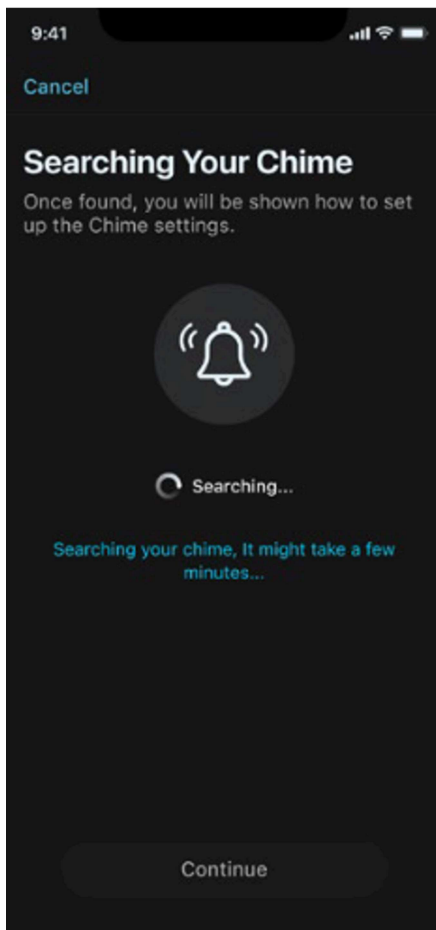 9:41
Cancel
Searching Your Chime
Once found, you will be shown how to set
up the Chime settings.
Searching...
Searching your chime, It might take a few
minutes...
Continue